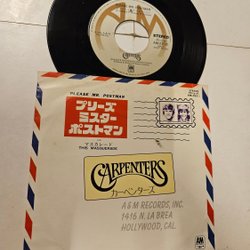 A&M
STEREO
PLEASE MR. POSTMAN
プリーズ
ミスター
ポストマン
マスカレード
THIS MASQUERADE
CARPENTERS
カーペンターズ
A & M RECORDS, INC.
1416 N. LA BREA
HOLLYWOOD, CAL.
A&M